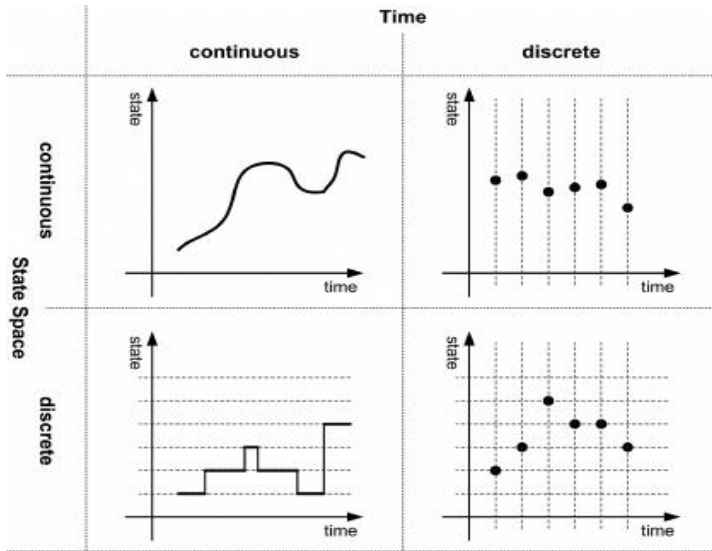 Time
continuous
discrete
State Space
continuous
state
time
state
time
discrete
state
time
state
time